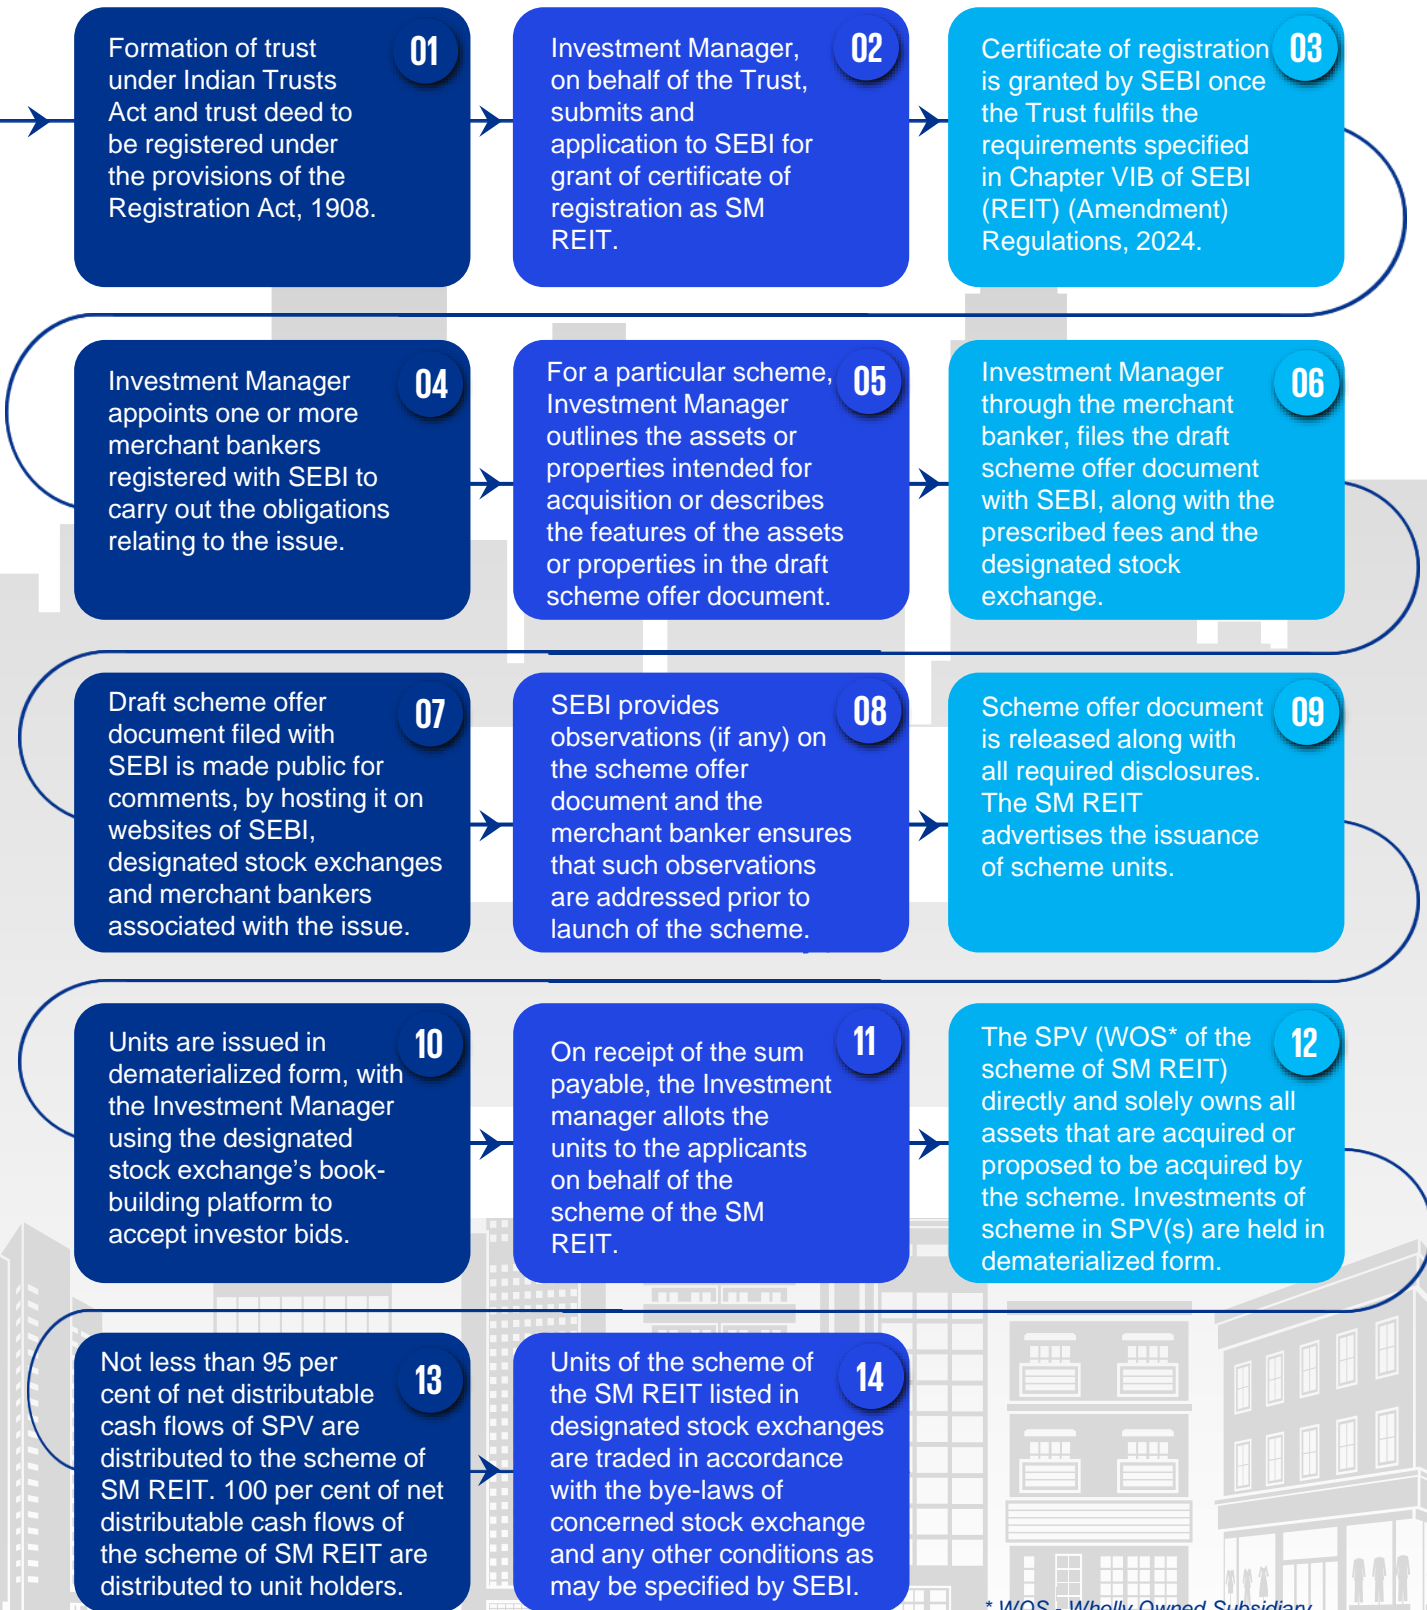 01
Formation of trust
under Indian Trusts
Act and trust deed to
be registered under
the provisions of the
Registration Act, 1908.
02
Investment Manager,
on behalf of the Trust,
submits and
application to SEBI for
grant of certificate of
registration as SM
REIT.
03
Certificate of registration
is granted by SEBI once
the Trust fulfils the
requirements specified
in Chapter VIB of SEBI
(REIT) (Amendment)
Regulations, 2024.
04
Investment Manager
appoints one or more
merchant bankers
registered with SEBI to
carry out the obligations
relating to the issue.
05
For a particular scheme,
Investment Manager
outlines the assets or
properties intended for
acquisition or describes
the features of the assets
or properties in the draft
scheme offer document.
06
Investment Manager
through the merchant
banker, files the draft
scheme offer document
with SEBI, along with the
prescribed fees and the
designated stock
exchange.
07
Draft scheme offer
document filed with
SEBI is made public for
comments, by hosting it on
websites of SEBI,
designated stock exchanges
and merchant bankers
associated with the issue.
08
SEBI provides
observations (if any) on
the scheme offer
document and the
merchant banker ensures
that such observations
are addressed prior to
launch of the scheme.
09
Scheme offer document
is released along with
all required disclosures.
The SM REIT
advertises the issuance
of scheme units.
10
Units are issued in
dematerialized form, with
the Investment Manager
using the designated
stock exchange’s book-
building platform to
accept investor bids.
11
On receipt of the sum
payable, the Investment
manager allots the
units to the applicants
on behalf of the
scheme of the SM
REIT.
12
The SPV (WOS* of the
scheme of SM REIT)
directly and solely owns all
assets that are acquired or
proposed to be acquired by
the scheme. Investments of
scheme in SPV(s) are held in
dematerialized form.
13
Not less than 95 per
cent of net distributable
cash flows of SPV are
distributed to the scheme of
SM REIT. 100 per cent of net
distributable cash flows of
the scheme of SM REIT are
distributed to unit holders.
14
Units of the scheme of
the SM REIT listed in
designated stock exchanges
are traded in accordance
with the bye-laws of
concerned stock exchange
and any other conditions as
may be specified by SEBI.
* WOS - Wholly Owned Subsidiary